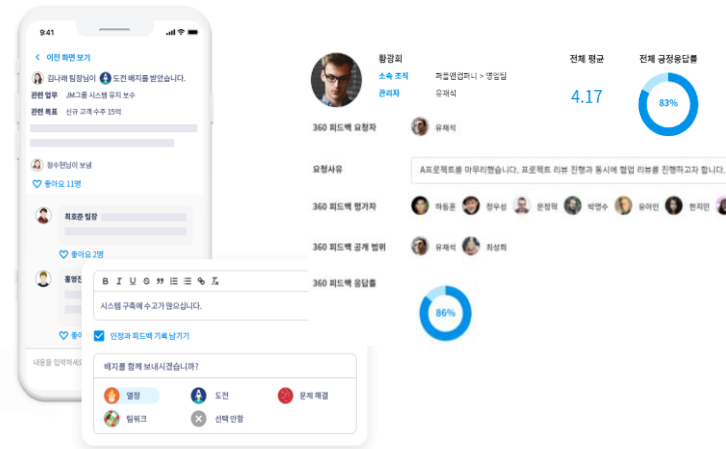 9:41
이전 화면 보기
김나래 팀장님이 도전 배지를 받았습니다.
관련 업무 JM그룹 시스템 유지 보수
관련 목표 신규 고객 수주 15억
장수현님이 보냄
좋아요 11명
최호준 팀장
좋아요 2명
홍영진
좋아
내용을 입력하세요
B I U S
시스템 구축에 수고가 많으십니다.
인정과 피드백 기록 남기기
배지를 함께 보내시겠습니까?
열정 도전 문제 해결
팀워크 선택 안함
황광희 전체 평균 전체 긍정응답률
소속 조직 퍼플앤컴퍼니 > 영업팀
관리자 유재석
4.17 83%
360 피드백 요청자 유재석
요청사유 A프로젝트를 마무리했습니다. 프로젝트 리뷰 진행과 동시에 협업 리뷰를 진행하고자 합니다.
360 피드백 평가자 하동훈 정우성 문정혁 박명수 유아인 현지민
360 피드백 공개 범위 유재석 최성희
360 피드백 응답률
86%